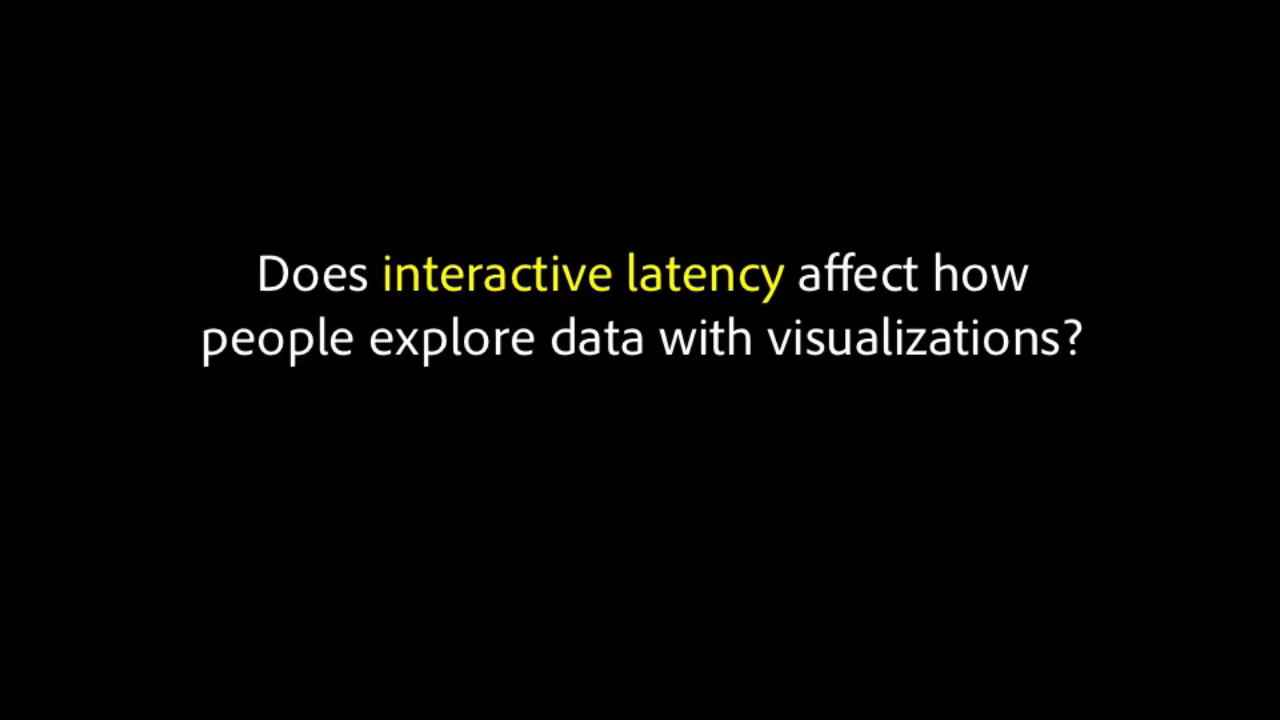 Does interactive latency affect how
people explore data with visualizations?